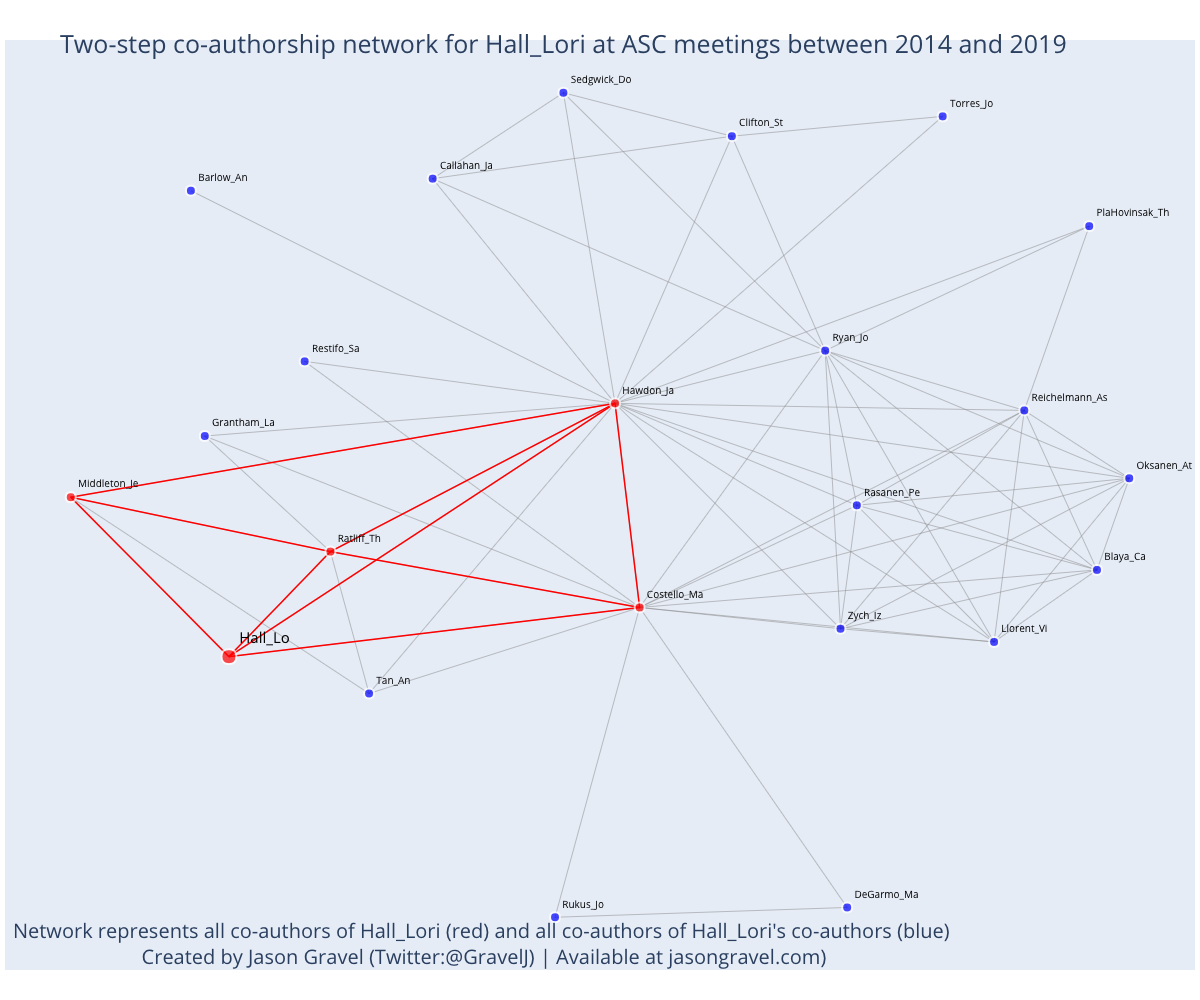 Two-step co-authorship network for Hall_Lori at ASC meetings between 2014 and 2019
Sedgwick_Do
Torres_Jo
Clifton_St
Callahan_Ja
Barlow_An
PlaHovinsak_Th
Ryan_Jo
Restifo_Sa
Hawdon_Ja
Reichelmann_As
Grantham_La
Oksanen_At
Middleton_Je
Rasanen_Pe
Ratliff_Th
Blaya_Ca
Costello_Ma
Zych_Iz
Llorent_Vi
Hall_Lo
Tan_An
DeGarmo_Ma
Rukus_Jo
Network represents all co-authors of Hall_Lori (red) and all co-authors of Hall_Lori's co-authors (blue)
Created by Jason Gravel (Twitter:@GravelJ) | Available at jasongravel.com)